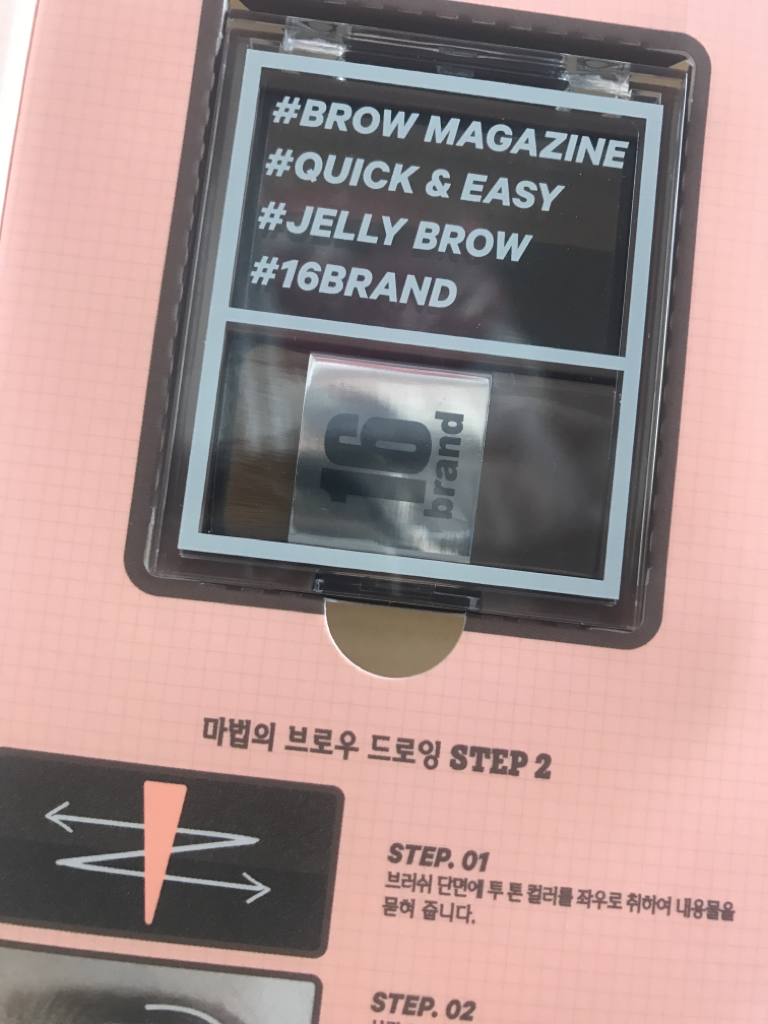 #BROW MAGAZINE
#QUICK & EASY
#JELLY BROW
#16BRAND
16
brand
마법의 브로우 드로잉 STEP 2
STEP. 01
브러쉬 단면에 투 톤 컬러를 좌우로 취하여 내용물을
묻혀 줍니다.
STEP. 02